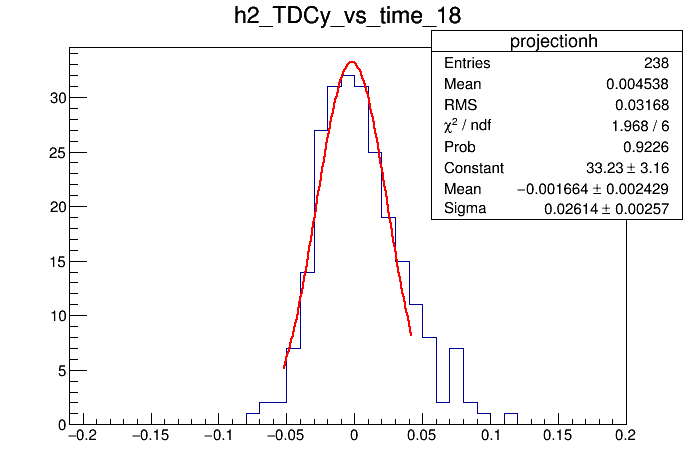 h2_TDCy_vs_time_18
projectionh
Entries 238
Mean 0.004538
RMS 0.03168
χ² / ndf 1.968 / 6
Prob 0.9226
Constant 33.23 ± 3.16
Mean −0.001664 ± 0.002429
Sigma 0.02614 ± 0.00257
30
25
20
15
10
5
0
−0.2 −0.15 −0.1 −0.05 0 0.05 0.1 0.15 0.2